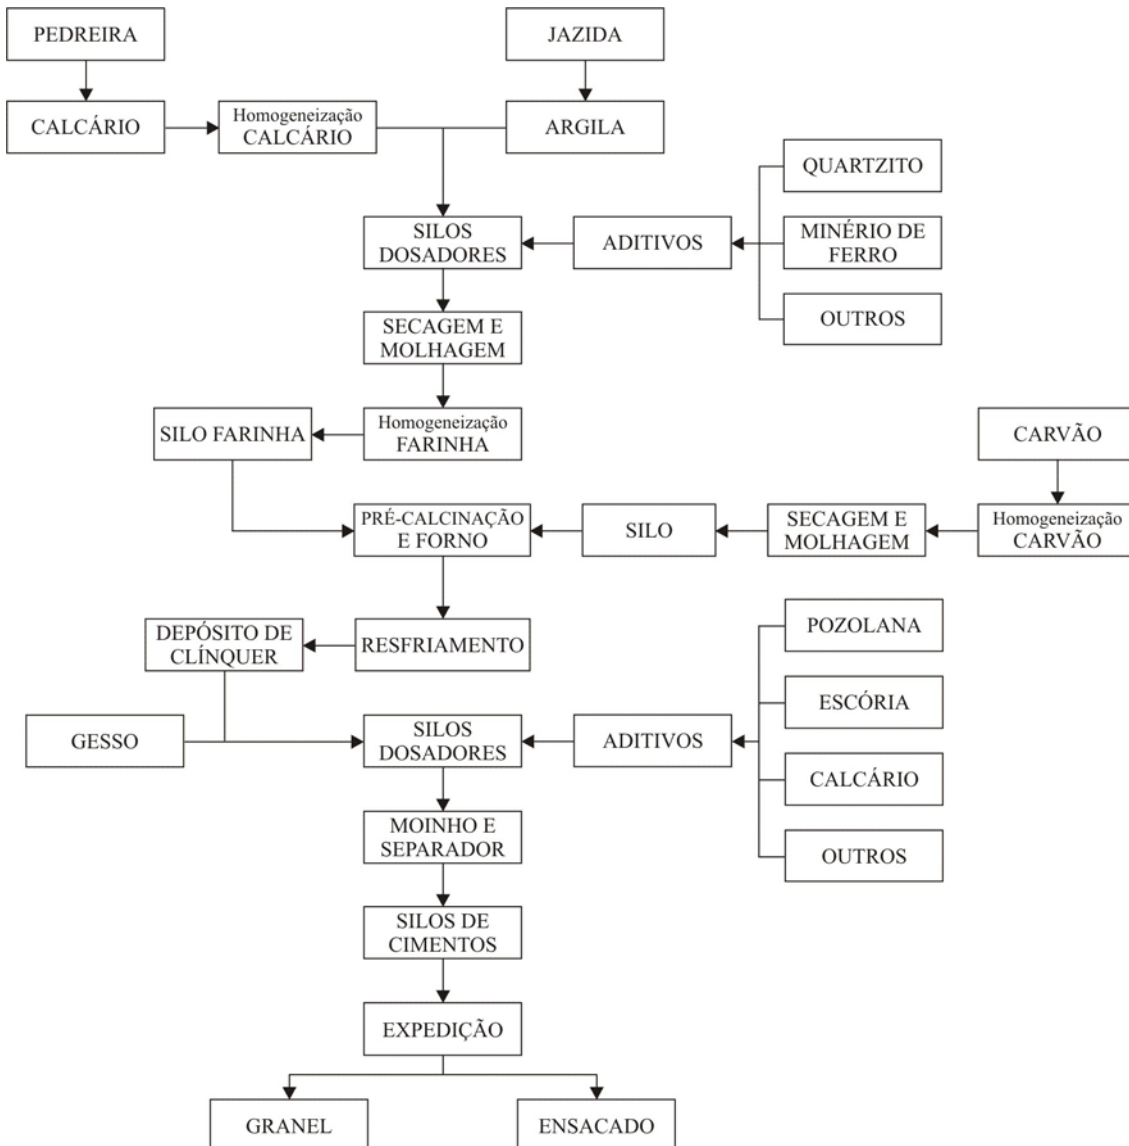 PEDREIRA
JAZIDA
CALCÁRIO
Homogeneização
CALCÁRIO
ARGILA
QUARTZITO
SILOS
DOSADORES
ADITIVOS
MINÉRIO DE
FERRO
OUTROS
SECAGEM E
MOLHAGEM
SILO FARINHA
Homogeneização
FARINHA
CARVÃO
PRÉ-CALCINAÇÃO
E FORNO
SILO
SECAGEM E
MOLHAGEM
Homogeneização
CARVÃO
DEPÓSITO DE
CLÍNQUER
RESFRIAMENTO
POZOLANA
ESCÓRIA
GESSO
SILOS
DOSADORES
ADITIVOS
CALCÁRIO
OUTROS
MOINHO E
SEPARADOR
SILOS DE
CIMENTOS
EXPEDIÇÃO
GRANEL
ENSACADO